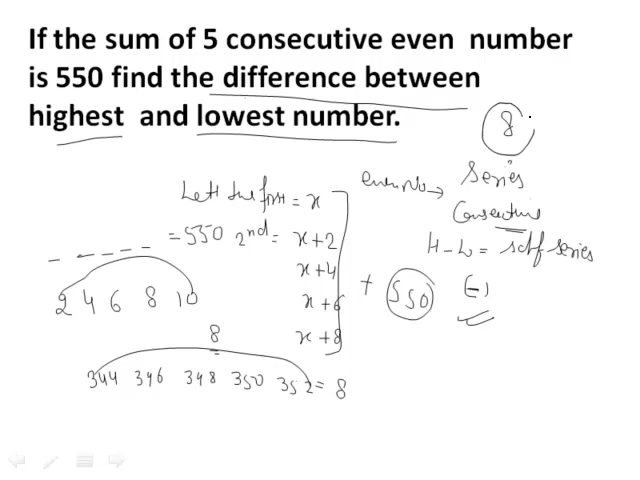 If the sum of 5 consecutive even number
is 550 find the difference between
highest and lowest number.
8
Let the first = x
even No → Series
Consective
= 550 2nd = x+2
H-L = diff series
x+4
2 4 6 8 10
x+6
+ 550 (-)
x+8
8
344 346 348 350 352 = 8